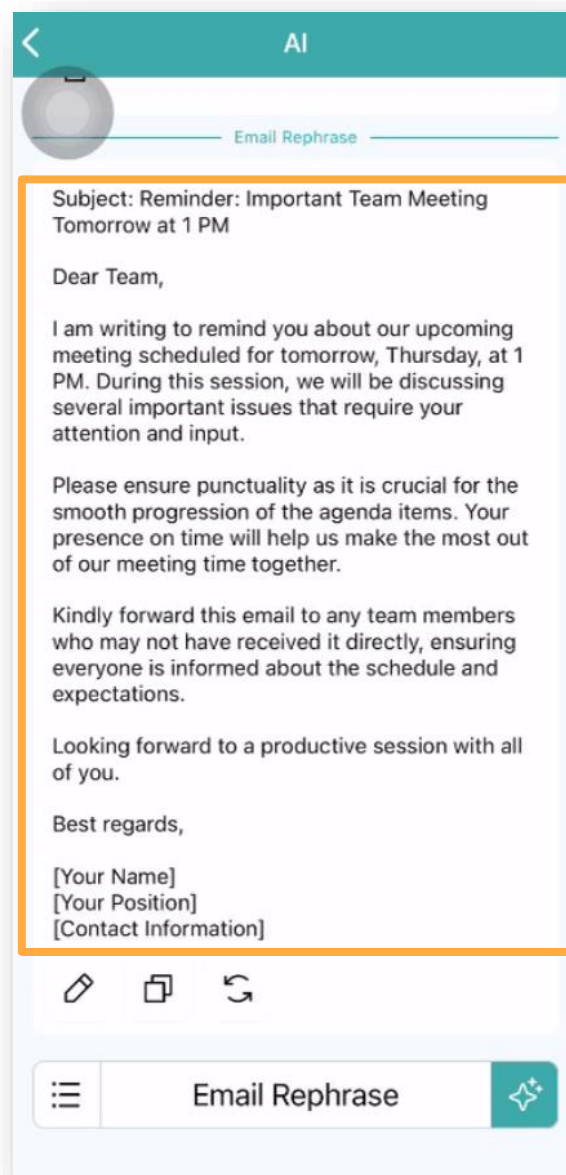 AI
Email Rephrase
Subject: Reminder: Important Team Meeting
Tomorrow at 1 PM
Dear Team,
I am writing to remind you about our upcoming
meeting scheduled for tomorrow, Thursday, at 1
PM. During this session, we will be discussing
several important issues that require your
attention and input.
Please ensure punctuality as it is crucial for the
smooth progression of the agenda items. Your
presence on time will help us make the most out
of our meeting time together.
Kindly forward this email to any team members
who may not have received it directly, ensuring
everyone is informed about the schedule and
expectations.
Looking forward to a productive session with all
of you.
Best regards,
[Your Name]
[Your Position]
[Contact Information]
Email Rephrase